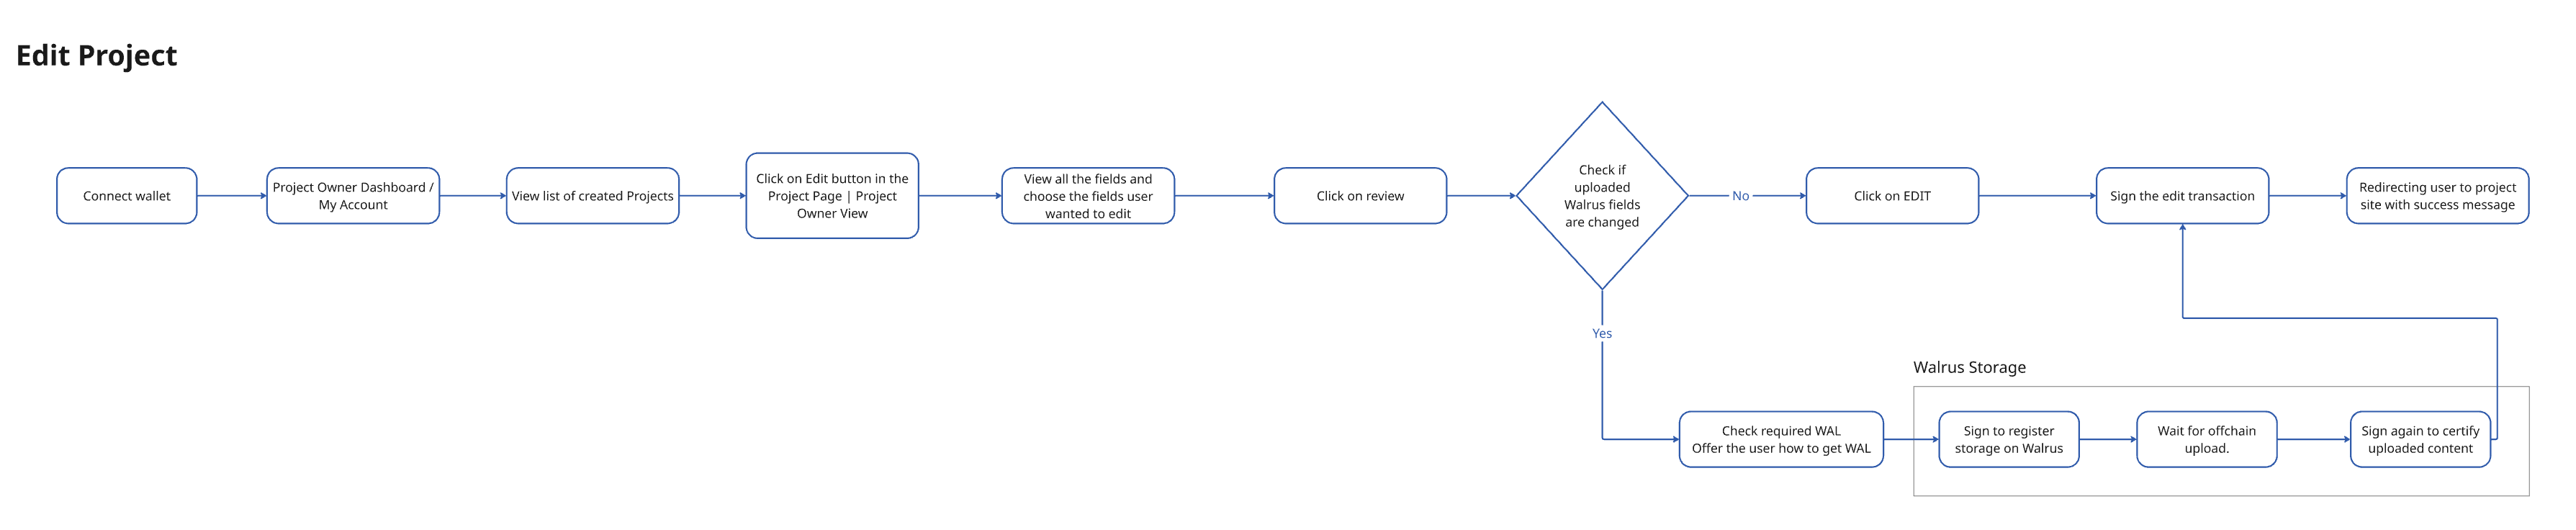 Edit Project
Connect wallet
Project Owner Dashboard /
My Account
View list of created Projects
Click on Edit button in the
Project Page | Project
Owner View
View all the fields and
choose the fields user
wanted to edit
Click on review
Check if
uploaded
Walrus fields
are changed
No
Click on EDIT
Sign the edit transaction
Redirecting user to project
site with success message
Yes
Walrus Storage
Check required WAL
Offer the user how to get WAL
Sign to register
storage on Walrus
Wait for offchain
upload.
Sign again to certify
uploaded content